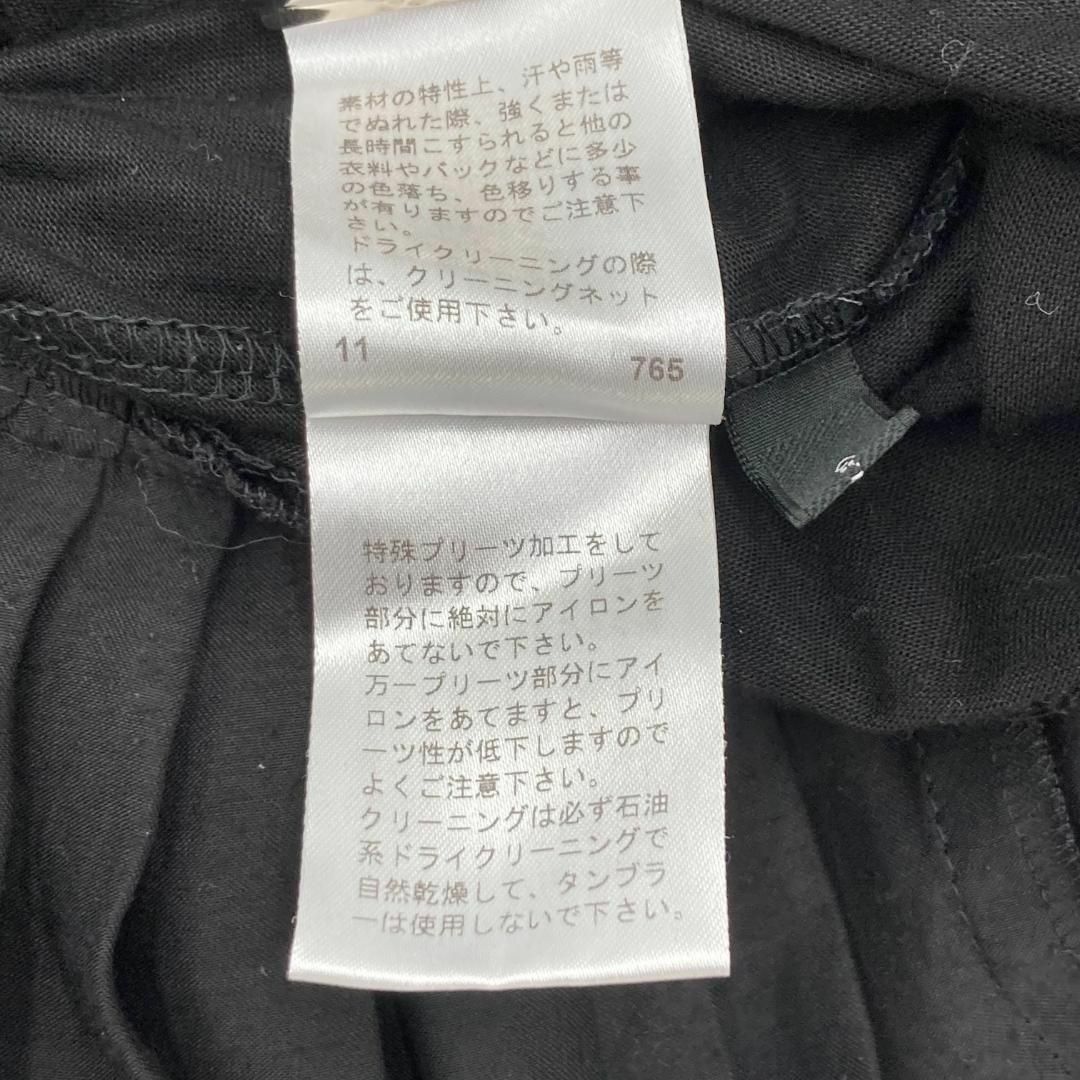 素材の特性上、汗や雨等
でぬれた際、強くまたは
長時間こすられると他の
衣料やバックなどに多少
の色落ち、色移りする事
が有りますのでご注意下
さい。
ドライクリーニングの際
は、クリーニングネット
をご使用下さい。
11 765
特殊プリーツ加工をして
おりますので、プリーツ
部分に絶対にアイロンを
あてないで下さい。
万一プリーツ部分にアイ
ロンをあてますと、プリ
ーツ性が低下しますので
よくご注意下さい。
クリーニングは必ず石油
系ドライクリーニングで
自然乾燥して、タンブラ
ーは使用しないで下さい。